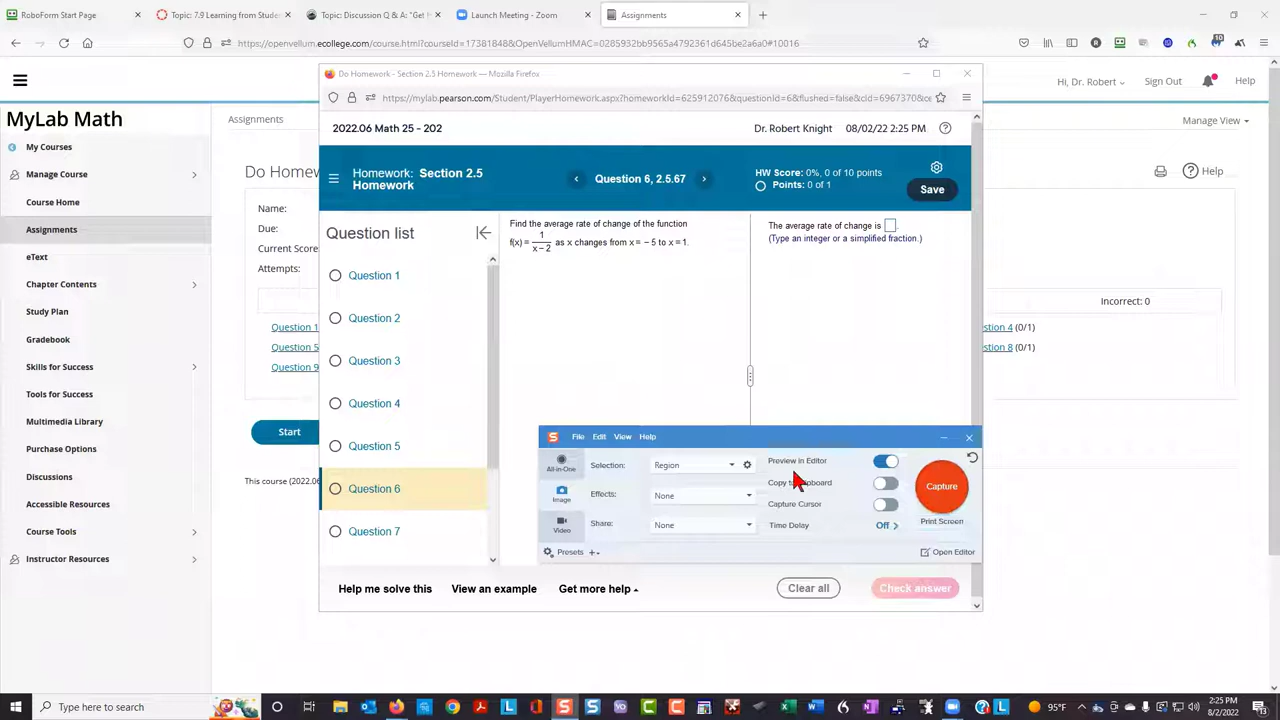 RoboForm Start Page
Topic: 7.9 Learning from Stude
Topic: Discussion Q & A: "Get
Launch Meeting - Zoom
Assignments
https://openvellum.ecollege.com/course.html?courseId=17381848&OpenVellumHMAC=0285932bb9565a4792361d645be2a6a0#10016
Hi, Dr. Robert
Sign Out
Help
MyLab Math
My Courses
Manage Course
Course Home
Assignments
eText
Chapter Contents
Study Plan
Gradebook
Skills for Success
Tools for Success
Multimedia Library
Purchase Options
Discussions
Accessible Resources
Course Tools
Instructor Resources
Assignments
Manage View
Do Homew
Help
Name:
Due:
Current Score
Attempts:
Incorrect: 0
Question 1
Question 5
Question 9
estion 4 (0/1)
estion 8 (0/1)
Start
This course (2022.06
Do Homework - Section 2.5 Homework — Mozilla Firefox
https://mylab.pearson.com/Student/PlayerHomework.aspx?homeworkId=625912076&questionId=6&flushed=false&cId=6967370&ce
2022.06 Math 25 - 202
Dr. Robert Knight
08/02/22 2:25 PM
Homework: Section 2.5
Homework
Question 6, 2.5.67
HW Score: 0%, 0 of 10 points
Points: 0 of 1
Save
Question list
Question 1
Question 2
Question 3
Question 4
Question 5
Question 6
Question 7
Find the average rate of change of the function
f(x) = 1/(x − 2) as x changes from x = − 5 to x = 1.
The average rate of change is
(Type an integer or a simplified fraction.)
File Edit View Help
All-in-One
Image
Video
Selection: Region
Effects: None
Share: None
Preview in Editor
Copy to Clipboard
Capture Cursor
Time Delay Off
Capture
Print Screen
Presets
Open Editor
Help me solve this
View an example
Get more help
Clear all
Check answer
Type here to search
95°F
2:25 PM
8/2/2022